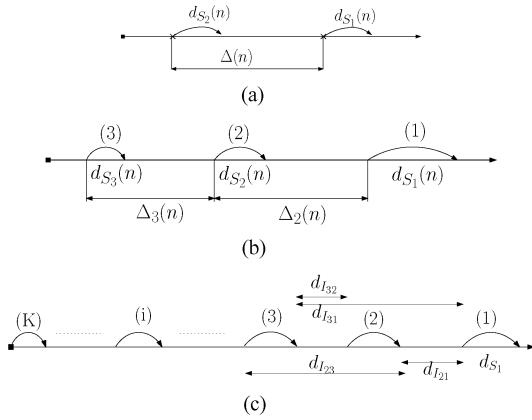 d_{S_2}(n) d_{S_1}(n)
Δ(n)
(a)
(3) (2) (1)
d_{S_3}(n) d_{S_2}(n) d_{S_1}(n)
Δ_3(n) Δ_2(n)
(b)
d_{I_{32}}
d_{I_{31}}
(K) (i) (3) (2) (1)
d_{I_{23}} d_{I_{21}} d_{S_1}
(c)